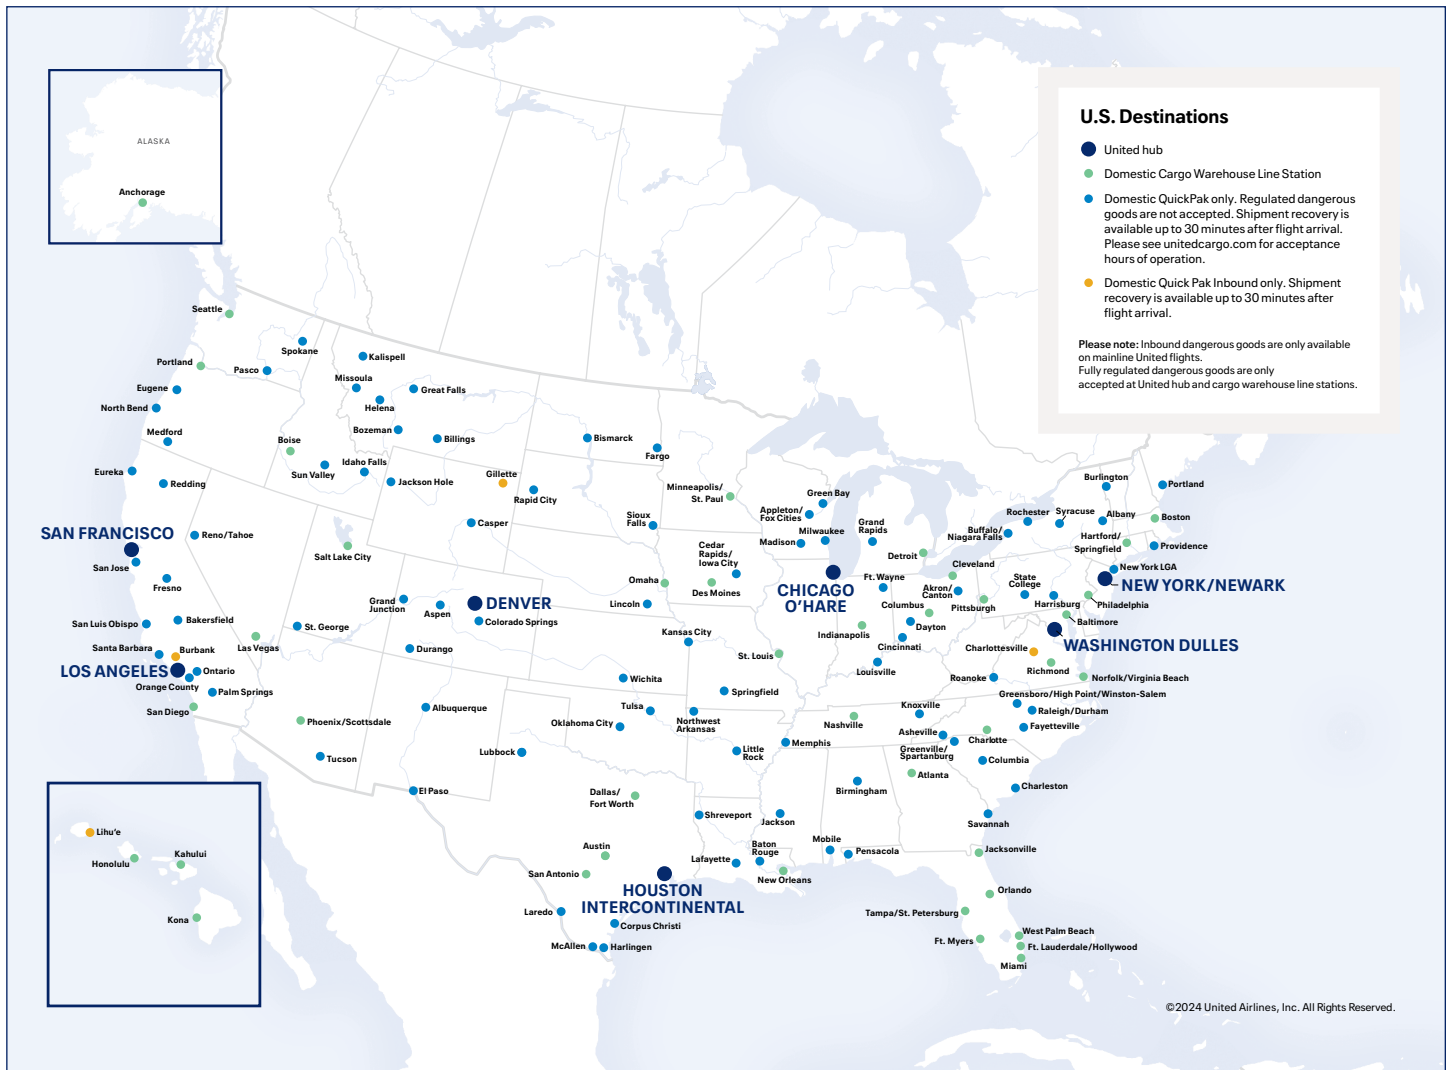 U.S. Destinations
United hub
Domestic Cargo Warehouse Line Station
Domestic QuickPak only. Regulated dangerous
goods are not accepted. Shipment recovery is
available up to 30 minutes after flight arrival.
Please see unitedcargo.com for acceptance
hours of operation.
Domestic Quick Pak Inbound only. Shipment
recovery is available up to 30 minutes after
flight arrival.
Please note: Inbound dangerous goods are only available
on mainline United flights.
Fully regulated dangerous goods are only
accepted at United hub and cargo warehouse line stations.
ALASKA
Anchorage
Seattle
Spokane
Portland
Pasco
Kalispell
Missoula
Great Falls
Eugene
Helena
North Bend
Medford
Bozeman
Billings
Boise
Bismarck
Fargo
Idaho Falls
Sun Valley
Jackson Hole
Gillette
Rapid City
Eureka
Redding
Minneapolis/
St. Paul
Green Bay
Appleton/
Fox Cities
Burlington
Portland
SAN FRANCISCO
Reno/Tahoe
Salt Lake City
Casper
Sioux
Falls
Milwaukee
Madison
Grand
Rapids
Rochester
Syracuse
Albany
Boston
Buffalo/
Niagara Falls
Hartford/
Springfield
Providence
San Jose
Fresno
Cedar
Rapids/
Iowa City
Detroit
Cleveland
New York LGA
NEW YORK/NEWARK
Omaha
Des Moines
CHICAGO
O'HARE
Ft. Wayne
Akron/
Canton
State
College
Pittsburgh
Harrisburg
Philadelphia
Baltimore
Grand
Junction
Aspen
DENVER
Colorado Springs
Lincoln
Columbus
Dayton
Indianapolis
Cincinnati
WASHINGTON DULLES
San Luis Obispo
Bakersfield
St. George
Las Vegas
Durango
Kansas City
St. Louis
Louisville
Charlottesville
Richmond
Santa Barbara
Burbank
LOS ANGELES
Ontario
Orange County
Palm Springs
San Diego
Wichita
Springfield
Roanoke
Norfolk/Virginia Beach
Greensboro/High Point/Winston-Salem
Phoenix/Scottsdale
Albuquerque
Tulsa
Oklahoma City
Northwest
Arkansas
Nashville
Knoxville
Raleigh/Durham
Fayetteville
Asheville
Charlotte
Greenville/
Spartanburg
Tucson
Lubbock
Little
Rock
Memphis
Columbia
Atlanta
El Paso
Dallas/
Fort Worth
Birmingham
Charleston
Shreveport
Jackson
Savannah
Lihu'e
Honolulu
Kahului
Kona
Austin
San Antonio
Lafayette
Baton
Rouge
New Orleans
Mobile
Pensacola
Jacksonville
HOUSTON
INTERCONTINENTAL
Laredo
Corpus Christi
McAllen
Harlingen
Orlando
Tampa/St. Petersburg
West Palm Beach
Ft. Myers
Ft. Lauderdale/Hollywood
Miami
©2024 United Airlines, Inc. All Rights Reserved.